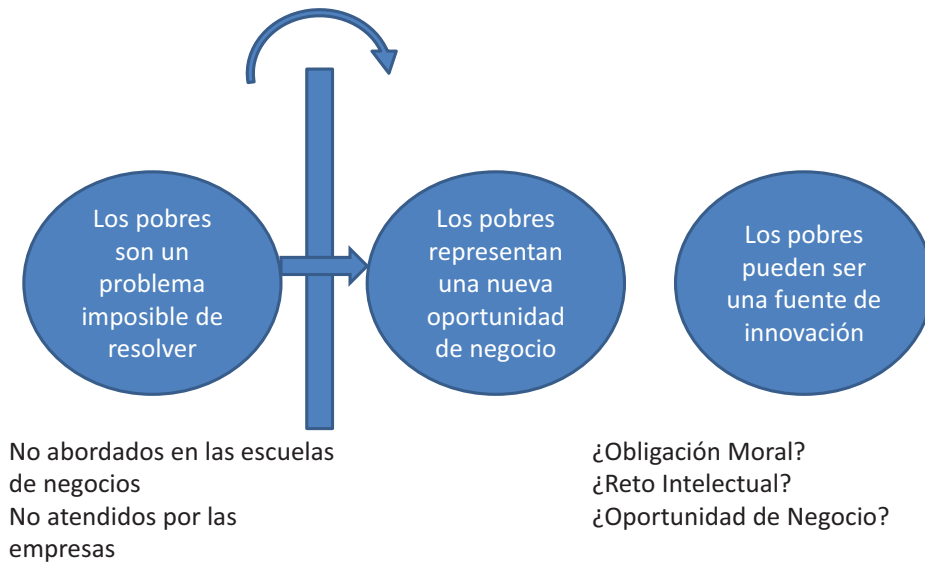 Los pobres
son un
problema
imposible de
resolver
Los pobres
representan
una nueva
oportunidad
de negocio
Los pobres
pueden ser
una fuente de
innovación
No abordados en las escuelas
de negocios
No atendidos por las
empresas
¿Obligación Moral?
¿Reto Intelectual?
¿Oportunidad de Negocio?